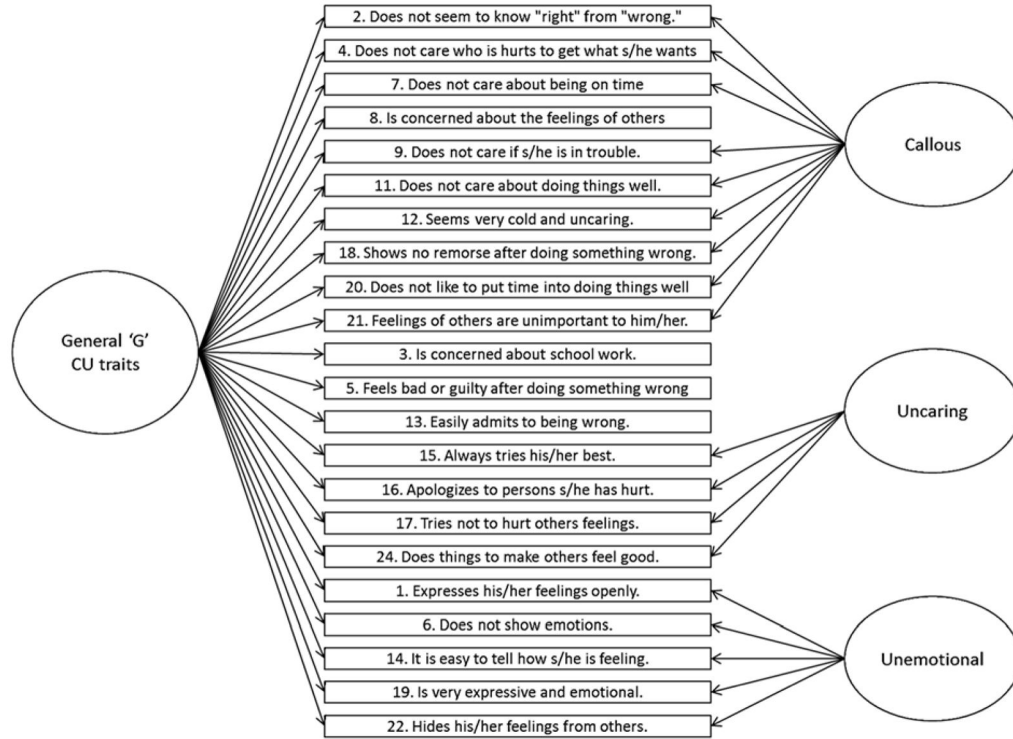 2. Does not seem to know "right" from "wrong."
4. Does not care who is hurts to get what s/he wants
7. Does not care about being on time
8. Is concerned about the feelings of others
9. Does not care if s/he is in trouble.
11. Does not care about doing things well.
12. Seems very cold and uncaring.
18. Shows no remorse after doing something wrong.
20. Does not like to put time into doing things well
21. Feelings of others are unimportant to him/her.
3. Is concerned about school work.
5. Feels bad or guilty after doing something wrong
13. Easily admits to being wrong.
15. Always tries his/her best.
16. Apologizes to persons s/he has hurt.
17. Tries not to hurt others feelings.
24. Does things to make others feel good.
1. Expresses his/her feelings openly.
6. Does not show emotions.
14. It is easy to tell how s/he is feeling.
19. Is very expressive and emotional.
22. Hides his/her feelings from others.
General ‘G’
CU traits
Callous
Uncaring
Unemotional